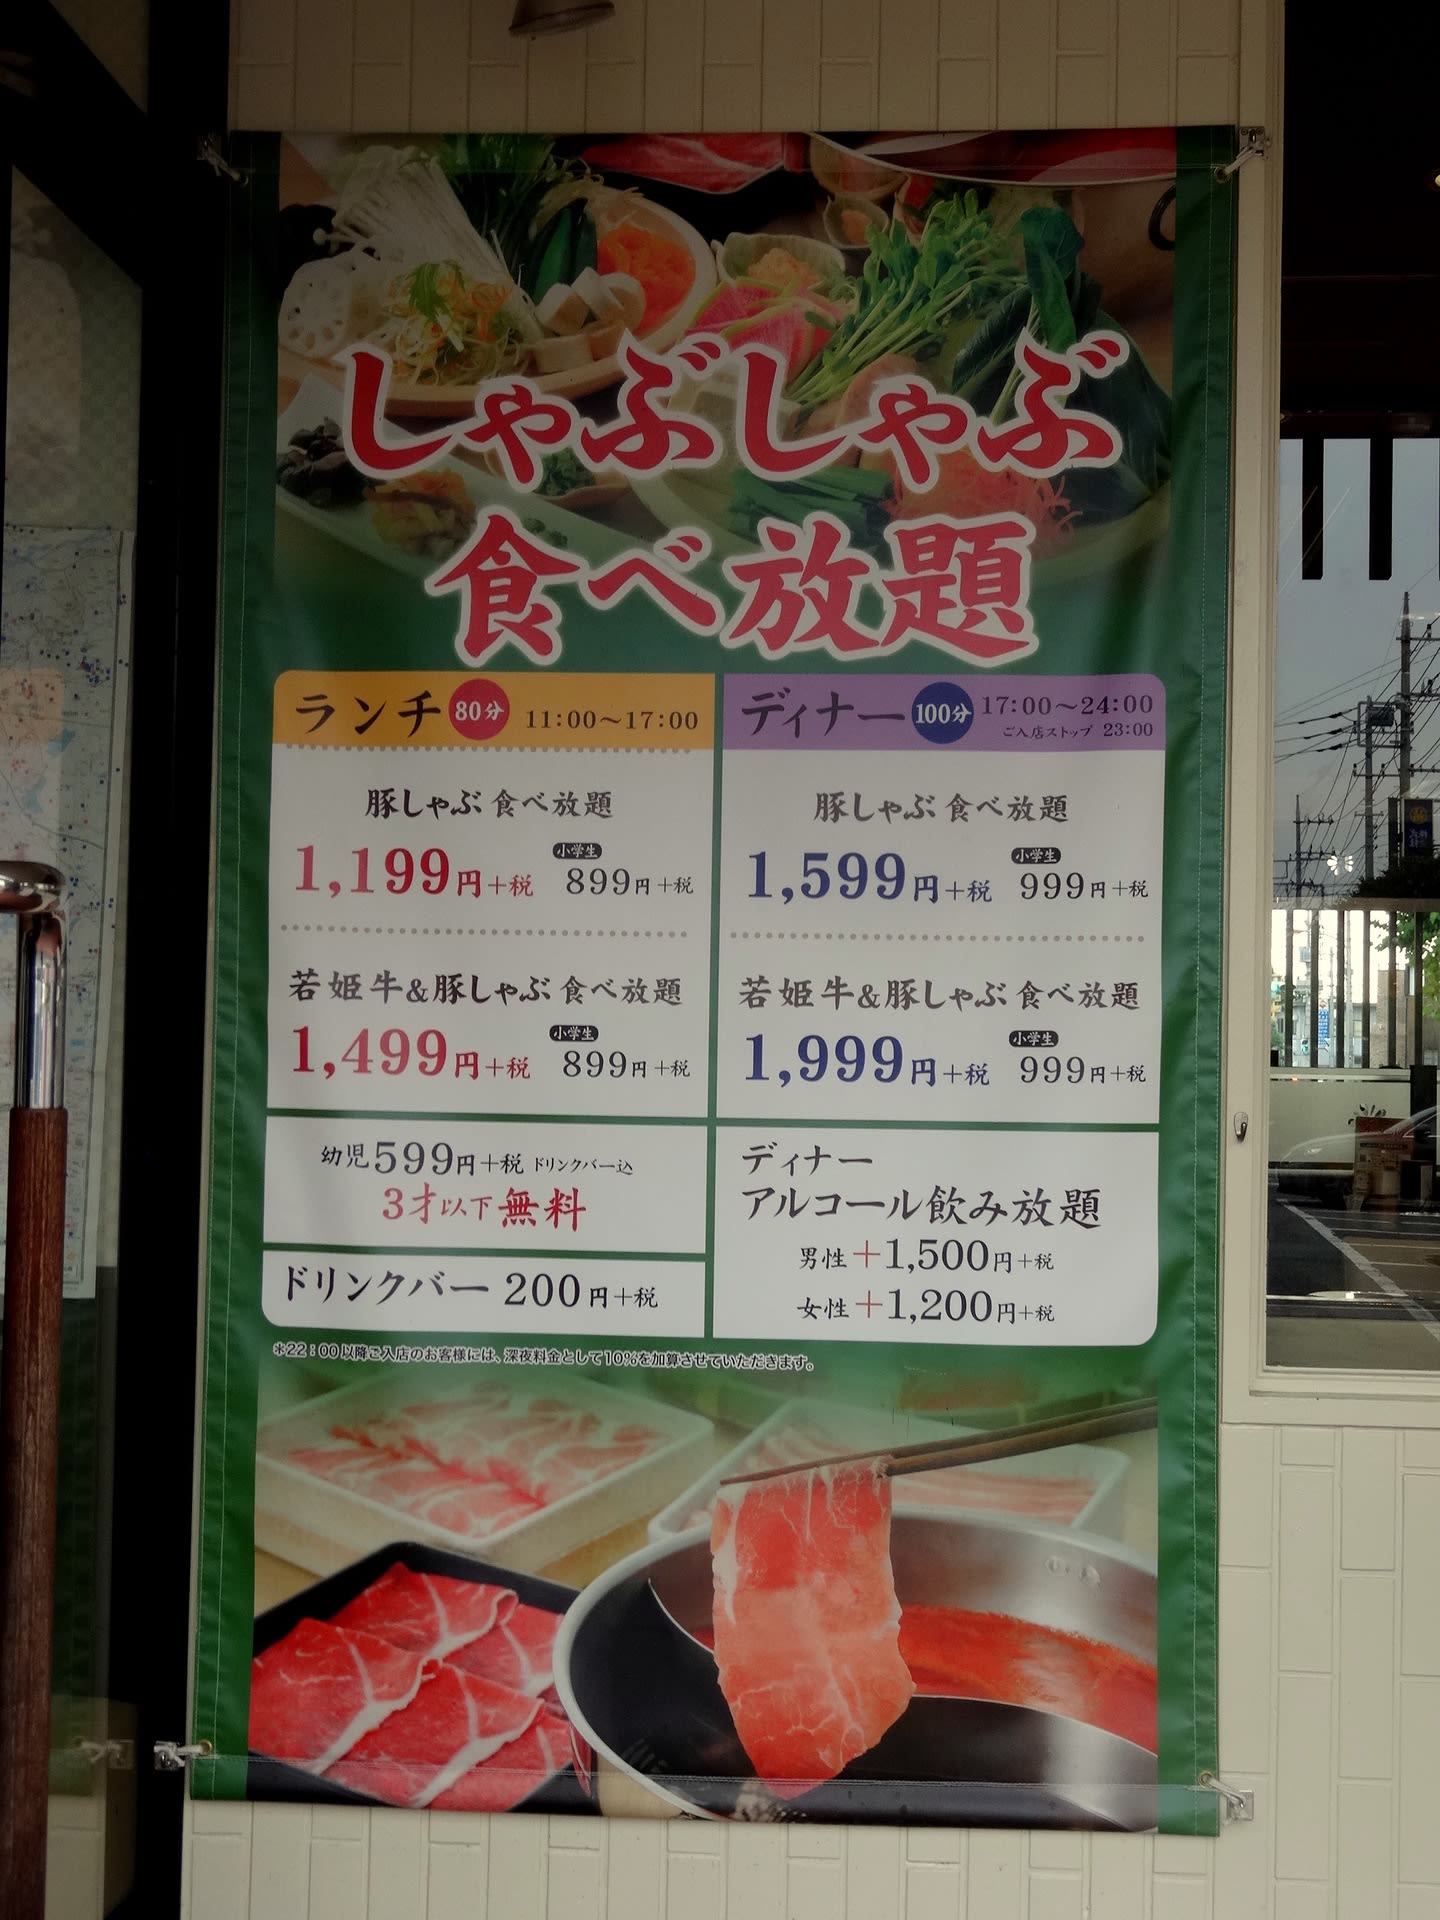 しゃぶしゃぶ
食べ放題
ランチ 80分 11:00〜17:00
豚しゃぶ 食べ放題
1,199円+税 小学生 899円+税
若姫牛&豚しゃぶ 食べ放題
1,499円+税 小学生 899円+税
幼児599円+税 ドリンクバー込
3才以下無料
ドリンクバー 200円+税
ディナー 100分 17:00〜24:00
ご入店ストップ 23:00
豚しゃぶ 食べ放題
1,599円+税 小学生 999円+税
若姫牛&豚しゃぶ 食べ放題
1,999円+税 小学生 999円+税
ディナー
アルコール飲み放題
男性+1,500円+税
女性+1,200円+税
*22:00以降ご入店のお客様には、深夜料金として10%を加算させていただきます。